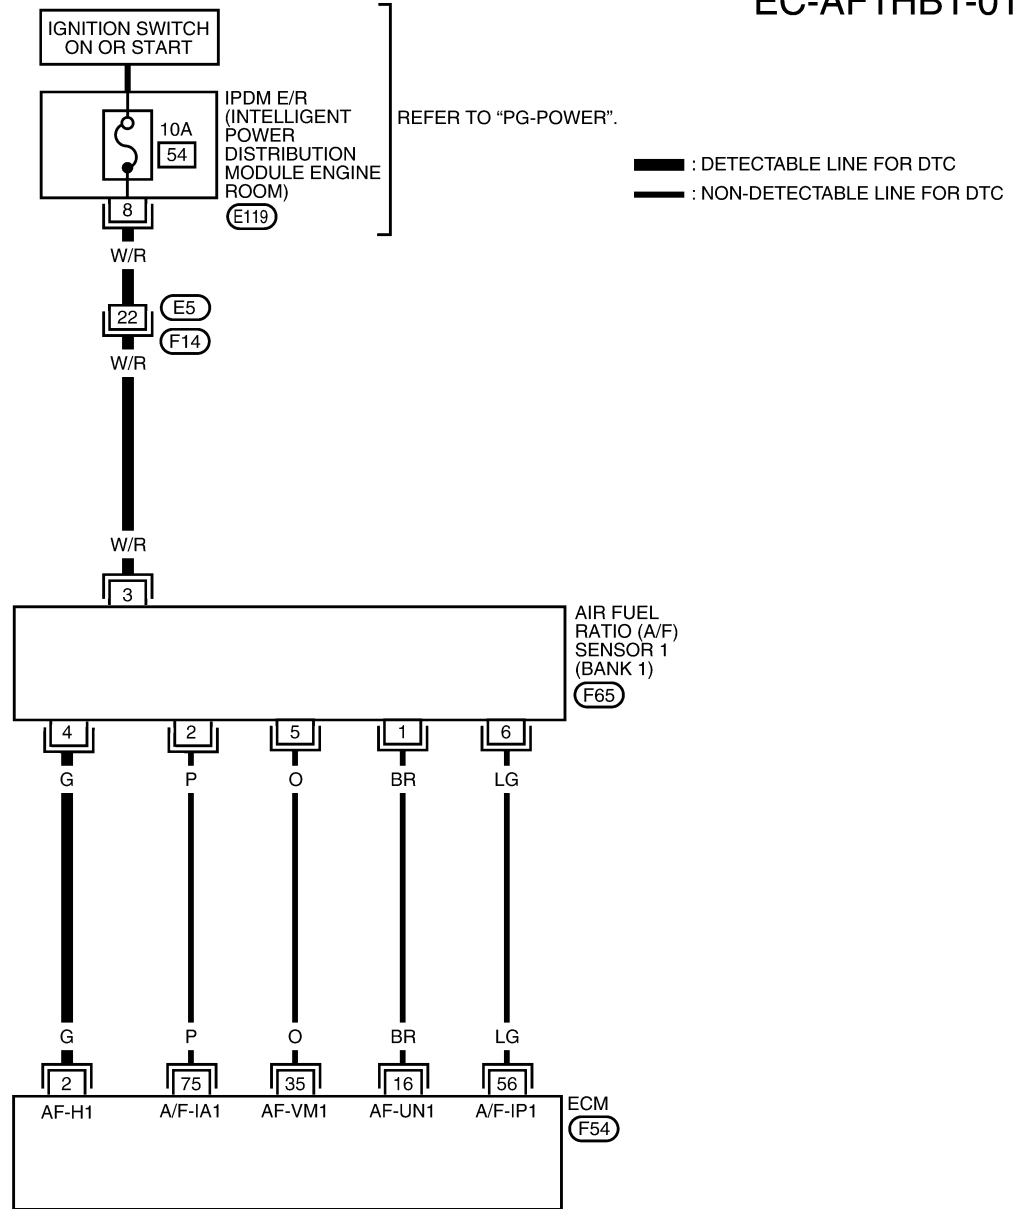 EC-AF1HB1-01
IGNITION SWITCH
ON OR START
IPDM E/R
(INTELLIGENT
POWER
DISTRIBUTION
MODULE ENGINE
ROOM)
E119
10A
54
8
REFER TO “PG-POWER”.
: DETECTABLE LINE FOR DTC
: NON-DETECTABLE LINE FOR DTC
W/R
22
E5
F14
W/R
W/R
3
AIR FUEL
RATIO (A/F)
SENSOR 1
(BANK 1)
F65
4 2 5 1 6
G P O BR LG
G P O BR LG
2 75 35 16 56
AF-H1 A/F-IA1 AF-VM1 AF-UN1 A/F-IP1
ECM
F54